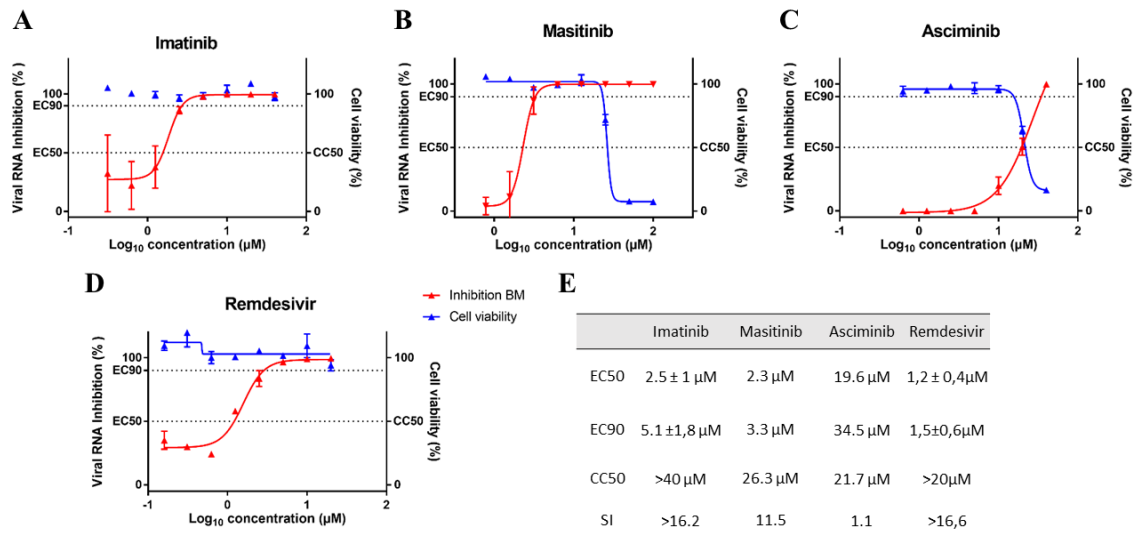 A
Imatinib
Viral RNA Inhibition (% )
100
EC90
EC50
0
100
CC50
0
Cell viability (%)
-1
0
1
2
Log10 concentration (µM)
B
Masitinib
Viral RNA Inhibition (% )
100
EC90
EC50
0
100
CC50
0
Cell viability (%)
0
1
2
Log10 concentration (µM)
C
Asciminib
Viral RNA Inhibition (% )
100
EC90
EC50
0
100
CC50
0
Cell viability (%)
-1
0
1
2
Log10 concentration (µM)
D
Remdesivir
Viral RNA Inhibition (% )
100
EC90
EC50
0
100
CC50
0
Cell viability (%)
-1
0
1
2
Log10 concentration (µM)
Inhibition BM
Cell viability
E
Imatinib Masitinib Asciminib Remdesivir
EC50 2.5 ± 1 µM 2.3 µM 19.6 µM 1,2 ± 0,4µM
EC90 5.1 ±1,8 µM 3.3 µM 34.5 µM 1,5±0,6µM
CC50 >40 µM 26.3 µM 21.7 µM >20µM
SI >16.2 11.5 1.1 >16,6